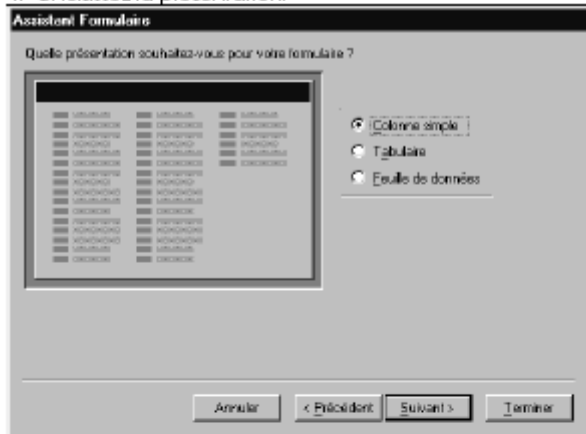 présentation.
Assistant Formulaire
Quelle présentation souhaitez-vous pour votre formulaire ?
Colonne simple
Tabulaire
Feuille de données
Annuler
< Précédent
Suivant >
Terminer